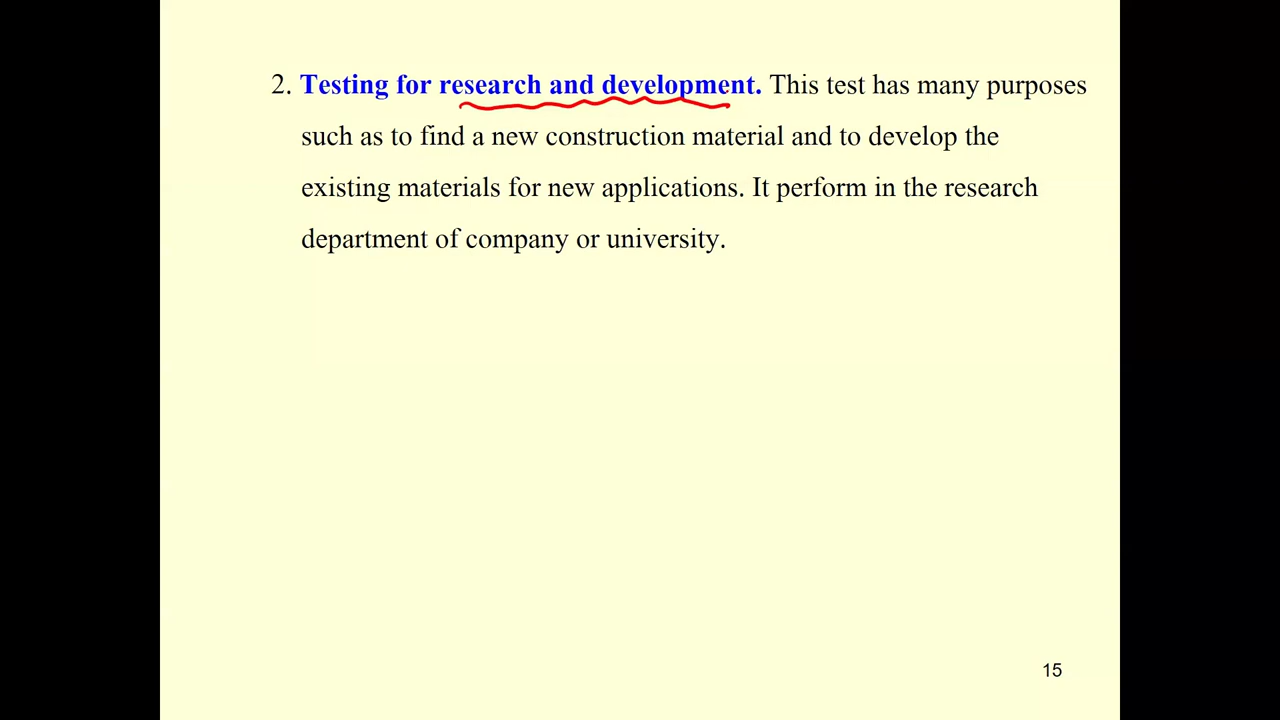 2. Testing for research and development. This test has many purposes
such as to find a new construction material and to develop the
existing materials for new applications. It perform in the research
department of company or university.
15